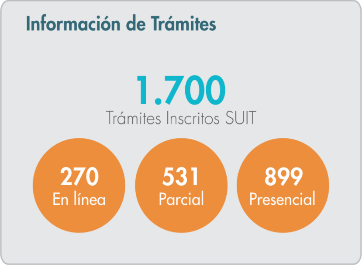 Información de Trámites
1.700
Trámites Inscritos SUIT
270
En línea
531
Parcial
899
Presencial